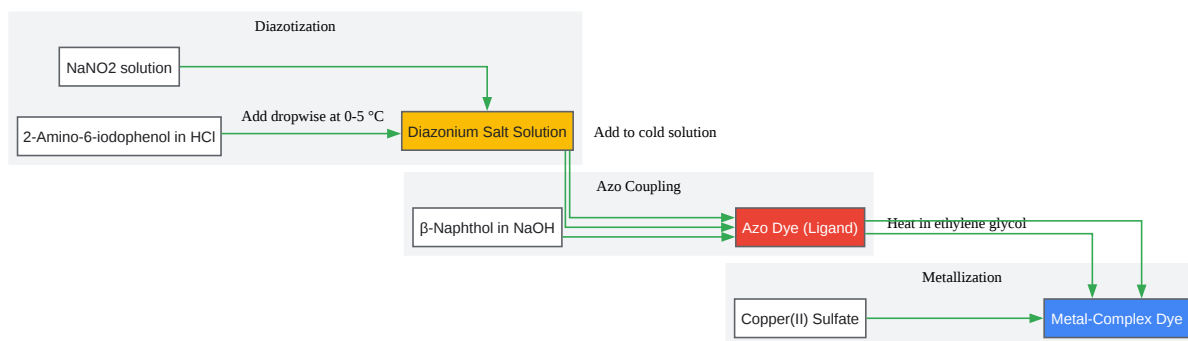 Diazotization
NaNO2 solution
Add dropwise at 0-5 °C
2-Amino-6-iodophenol in HCl
Diazonium Salt Solution
Add to cold solution
Azo Coupling
β-Naphthol in NaOH
Azo Dye (Ligand)
Heat in ethylene glycol
Metallization
Copper(II) Sulfate
Metal-Complex Dye